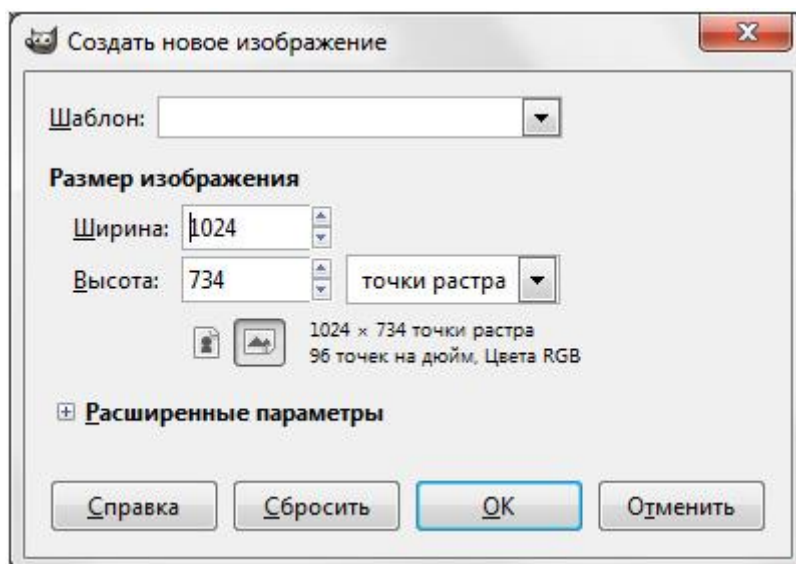 Создать новое изображение
Шаблон:
Размер изображения
Ширина: 1024
Высота: 734 точки растра
1024 × 734 точки растра
96 точек на дюйм, Цвета RGB
Расширенные параметры
Справка Сбросить OK Отменить